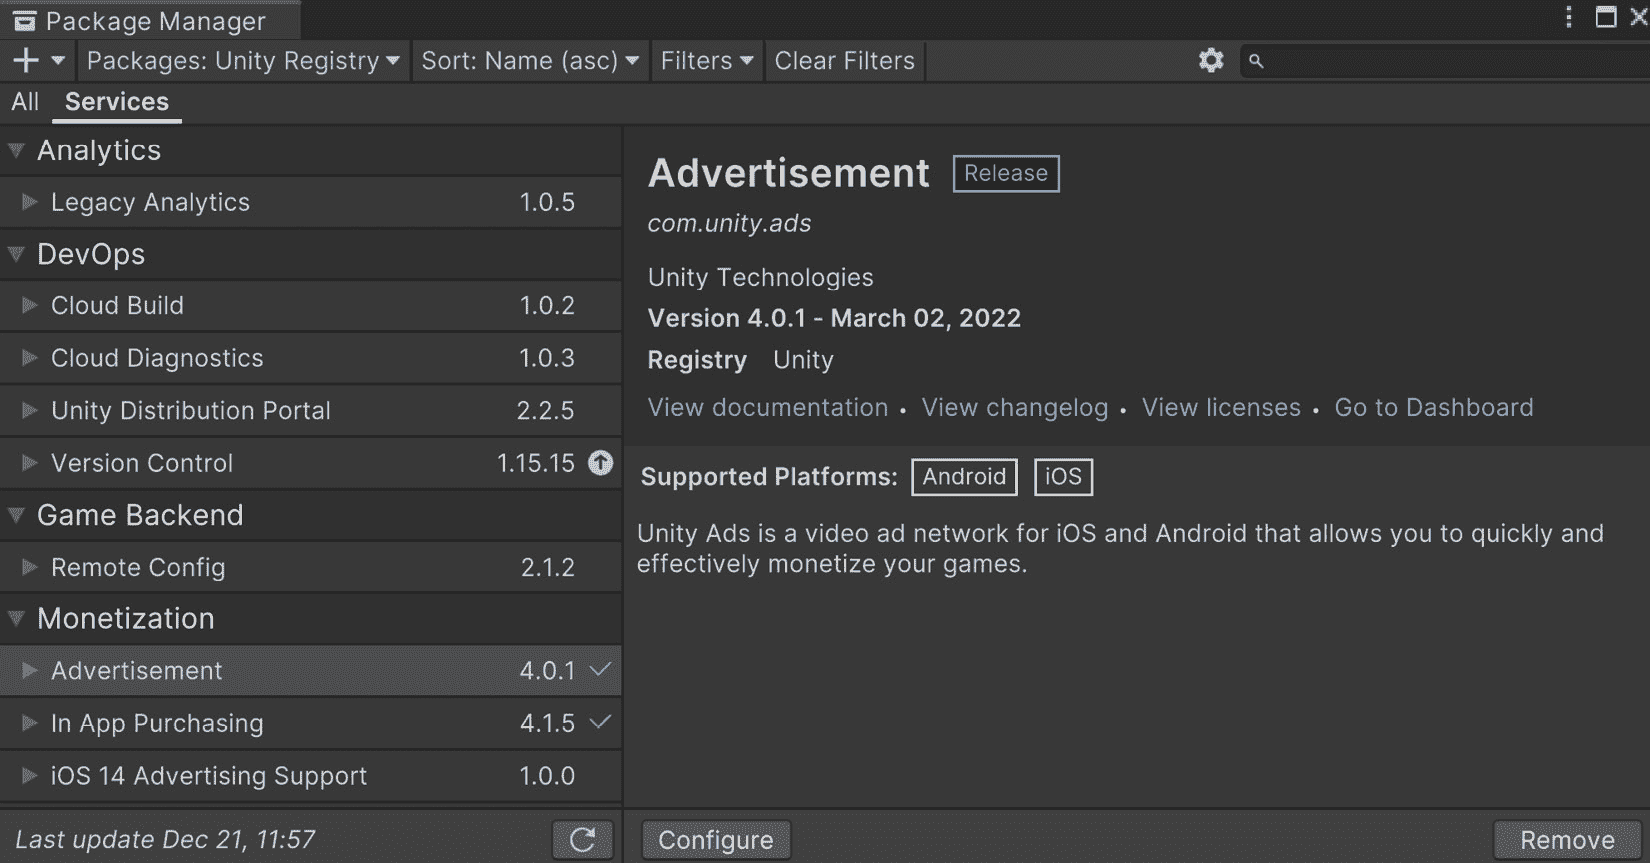 Package Manager
Packages: Unity Registry Sort: Name (asc) Filters Clear Filters
All Services
Analytics
Legacy Analytics 1.0.5
DevOps
Cloud Build 1.0.2
Cloud Diagnostics 1.0.3
Unity Distribution Portal 2.2.5
Version Control 1.15.15
Game Backend
Remote Config 2.1.2
Monetization
Advertisement 4.0.1
In App Purchasing 4.1.5
iOS 14 Advertising Support 1.0.0
Last update Dec 21, 11:57
Advertisement Release
com.unity.ads
Unity Technologies
Version 4.0.1 - March 02, 2022
Registry Unity
View documentation • View changelog • View licenses • Go to Dashboard
Supported Platforms: Android iOS
Unity Ads is a video ad network for iOS and Android that allows you to quickly and
effectively monetize your games.
Configure Remove